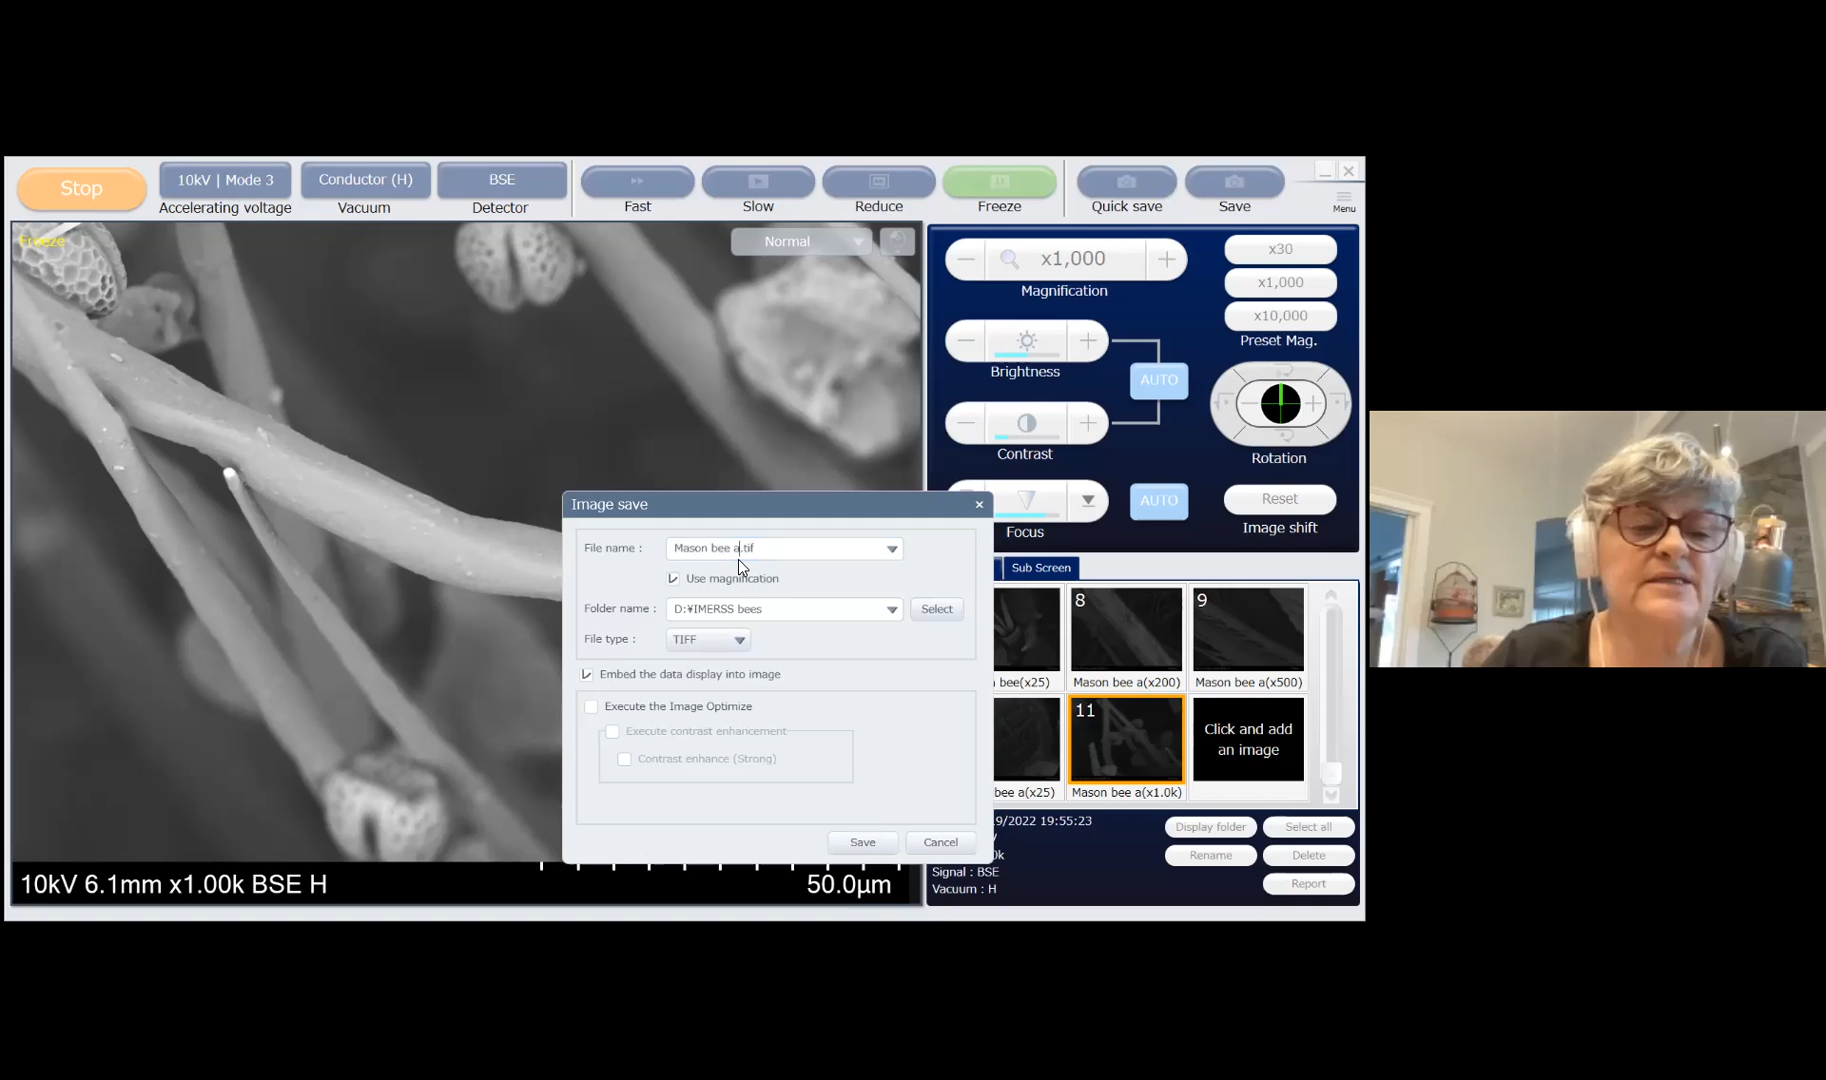 Stop
10kV | Mode 3
Conductor (H)
BSE
Accelerating voltage
Vacuum
Detector
Fast
Slow
Reduce
Freeze
Quick save
Save
Menu
Freeze
Normal
x1,000
Magnification
x30
x1,000
x10,000
Preset Mag.
Brightness
AUTO
Contrast
Rotation
Focus
AUTO
Reset
Image shift
Sub Screen
Image save
File name :
Mason bee a.tif
Use magnification
Folder name :
D:¥IMERSS bees
Select
File type :
TIFF
Embed the data display into image
Execute the Image Optimize
Execute contrast enhancement
Contrast enhance (Strong)
Save
Cancel
8
9
bee(x25)
Mason bee a(x200)
Mason bee a(x500)
11
Click and add
an image
bee a(x25)
Mason bee a(x1.0k)
9/2022 19:55:23
Display folder
Select all
Rename
Delete
Signal : BSE
Report
Vacuum : H
10kV 6.1mm x1.00k BSE H
50.0µm